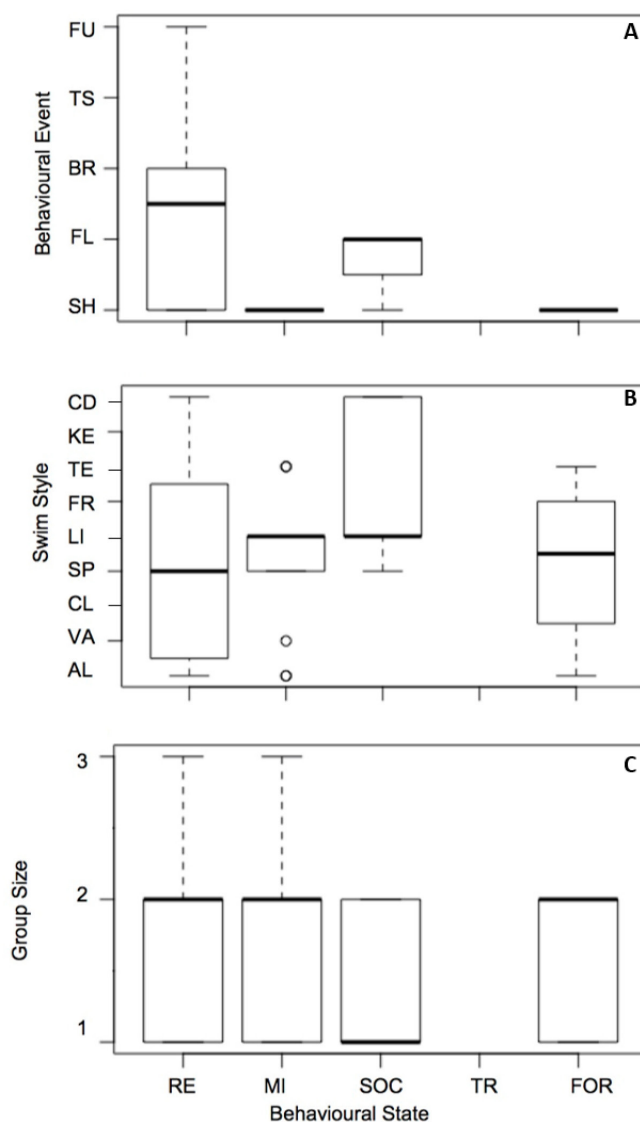 A
Behavioural Event
FU
TS
BR
FL
SH
B
Swim Style
CD
KE
TE
FR
LI
SP
CL
VA
AL
C
Group Size
3
2
1
RE MI SOC TR FOR
Behavioural State